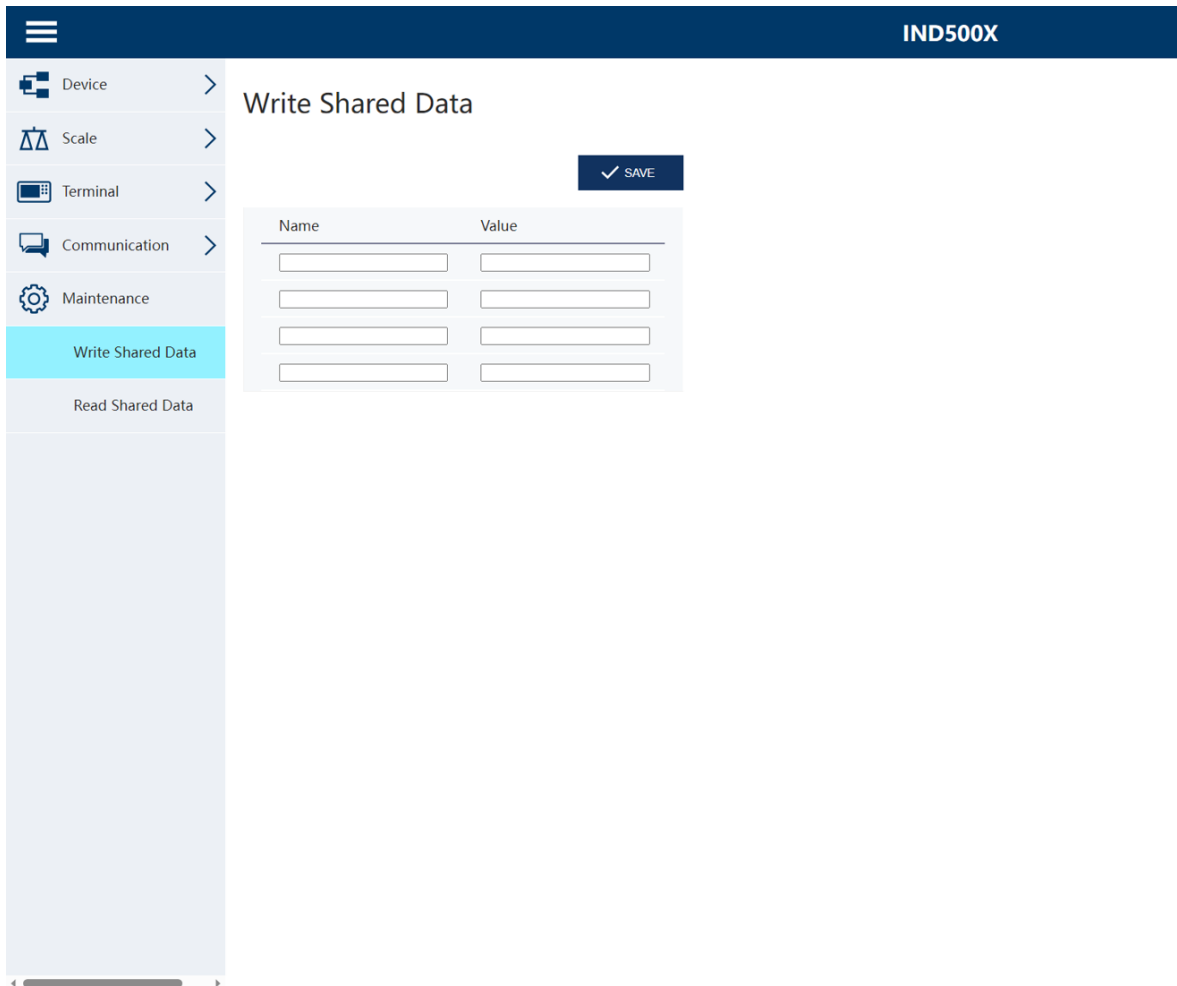 IND500X
Device
Scale
Terminal
Communication
Maintenance
Write Shared Data
Read Shared Data
Write Shared Data
SAVE
Name Value